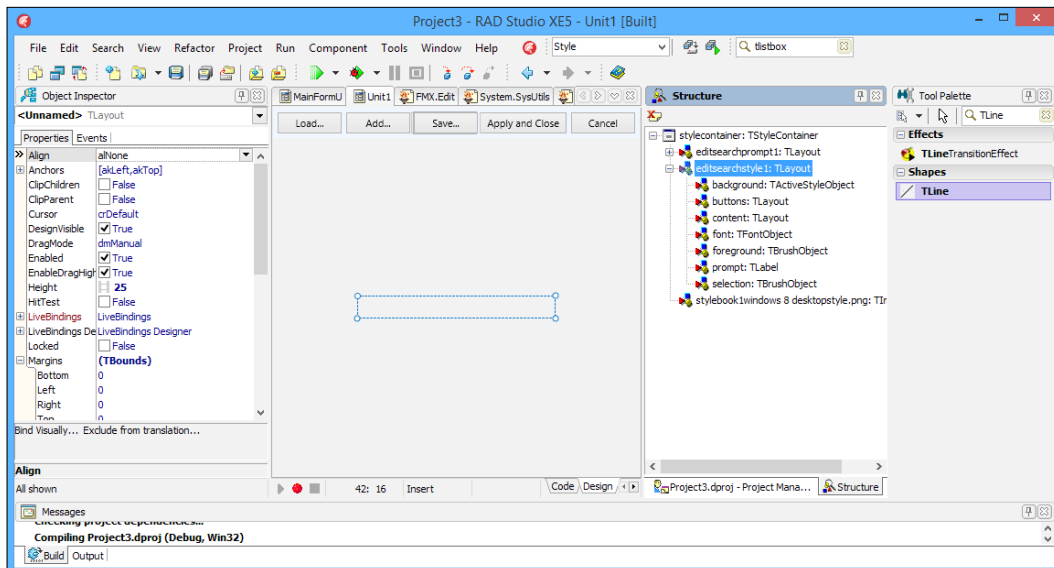 Project3 - RAD Studio XE5 - Unit1 [Built]
File Edit Search View Refactor Project Run Component Tools Window Help Style tlistbox
Object Inspector
<Unnamed> TLayout
Properties Events
Align alNone
Anchors [akLeft,akTop]
ClipChildren False
ClipParent False
Cursor crDefault
DesignVisible True
DragMode dmManual
Enabled True
EnableDragHigh True
Height 25
HitTest False
LiveBindings LiveBindings
LiveBindings De LiveBindings Designer
Locked False
Margins (TBounds)
Bottom 0
Left 0
Right 0
Top 0
Bind Visually... Exclude from translation...
Align
All shown
MainFormU Unit1 FMX.Edit System.SysUtils
Load... Add... Save... Apply and Close Cancel
42: 16 Insert Code Design
Structure
stylecontainer: TStyleContainer
editsearchprompt1: TLayout
editsearchstyle1: TLayout
background: TActiveStyleObject
buttons: TLayout
content: TLayout
font: TFontObject
foreground: TBrushObject
prompt: TLabel
selection: TBrushObject
stylebook1windows 8 desktopstyle.png: TIr
Project3.dproj - Project Mana... Structure
Tool Palette
TLine
Effects
TLineTransitionEffect
Shapes
TLine
Messages
Checking project dependencies...
Compiling Project3.dproj (Debug, Win32)
Build Output